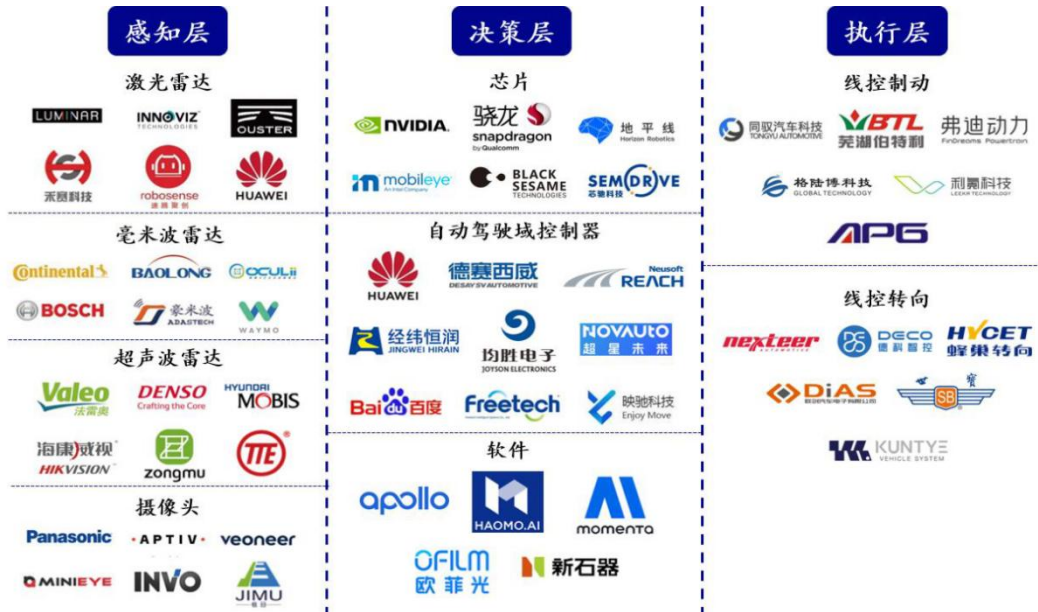 感知层
激光雷达
LUMINAR
INNOVIZ
TECHNOLOGIES
OUSTER
禾赛科技
robosense
速腾聚创
HUAWEI
毫米波雷达
Continental
BAOLONG
OCULii
BOSCH
豪米波
ADASTECH
WAYMO
超声波雷达
Valeo
法雷奥
DENSO
Crafting the Core
HYUNDAI
MOBIS
海康威视
HIKVISION
zongmu
TTE
摄像头
Panasonic
· APTIV ·
veoneer
MINIEYE
INVO
JIMU
决策层
芯片
NVIDIA
骁龙
snapdragon
by Qualcomm
地平线
Horizon Robotics
mobileye
An Intel Company
BLACK
SESAME
TECHNOLOGIES
SEMIDRIVE
芯驰科技
自动驾驶域控制器
HUAWEI
德赛西威
DESAY SV AUTOMOTIVE
Neusoft
REACH
经纬恒润
JINGWEI HIRAIN
均胜电子
JOYSON ELECTRONICS
NOVAUTO
超星未来
Bai du 百度
Freetech
映驰科技
Enjoy Move
软件
apollo
HAOMO.AI
momenta
OFILM
欧菲光
新石器
执行层
线控制动
同驭汽车科技
TONGYU AUTOMOTIVE
WBTL
芜湖伯特利
弗迪动力
FinDreams Powertrain
格陆博科技
GLOBAL TECHNOLOGY
利氪科技
LEEKR TECHNOLOGY
APG
线控转向
nexteer
AUTOMOTIVE
DECO
德科智控
HYCET
蜂巢转向
DiAS
SB
KUNTYE
VEHICLE SYSTEM